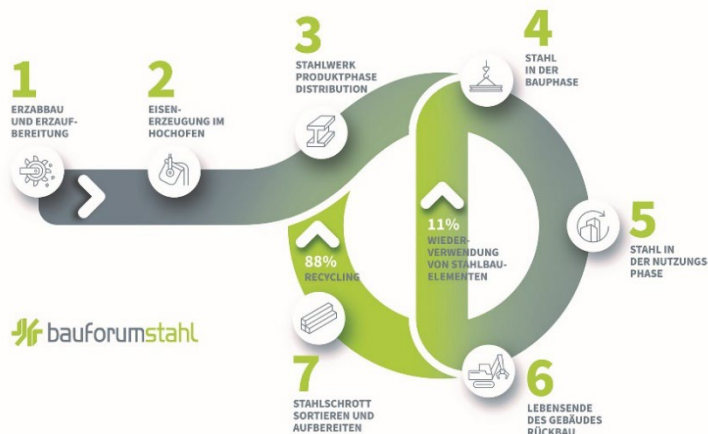 1
ERZABBAU
UND ERZAUF-
BEREITUNG
2
EISEN-
ERZEUGUNG IM
HOCHOFEN
3
STAHLWERK
PRODUKTPHASE
DISTRIBUTION
4
STAHL
IN DER
BAUPHASE
5
STAHL IN
DER NUTZUNGS
PHASE
11%
WIEDER-
VERWENDUNG
VON STAHLBAU-
ELEMENTEN
88%
RECYCLING
bauforumstahl
7
STAHLSCHROTT
SORTIEREN UND
AUFBEREITEN
6
LEBENSENDE
DES GEBÄUDES
RÜCKBAU